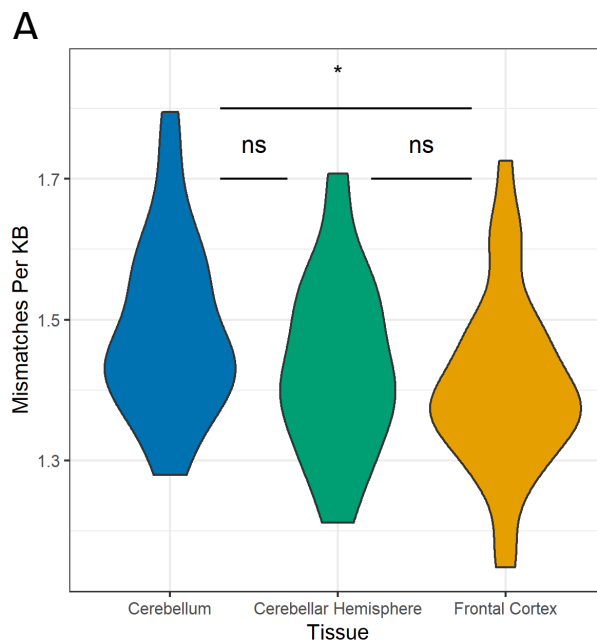 A
*
ns ns
1.7
1.5
1.3
Mismatches Per KB
Cerebellum Cerebellar Hemisphere Frontal Cortex
Tissue